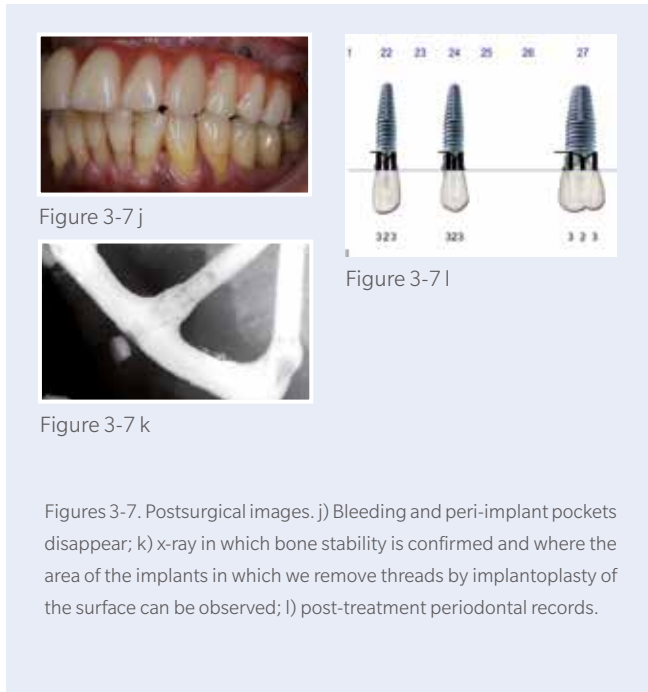 22 23 24 25 26 27
323 323 3 2 3
Figure 3-7 j
Figure 3-7 l
Figure 3-7 k
Figures 3-7. Postsurgical images. j) Bleeding and peri-implant pockets
disappear; k) x-ray in which bone stability is confirmed and where the
area of the implants in which we remove threads by implantoplasty of
the surface can be observed; l) post-treatment periodontal records.